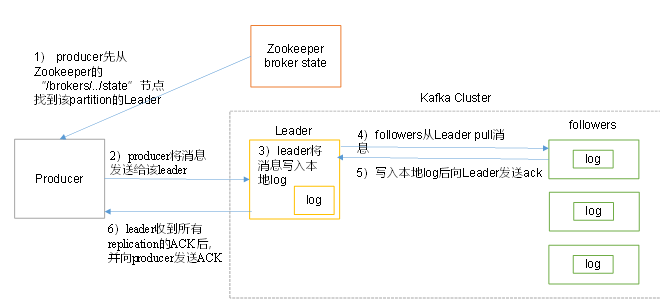 Zookeeper
broker state
1） producer先从
Zookeeper的
“/brokers/../state”节点
找到该partition的Leader
Kafka Cluster
Producer
2）producer将消息
发送给该leader
Leader
3）leader将
消息写入本
地log
log
4）followers从Leader pull消
息
5）写入本地log后向Leader发送ack
followers
log
log
log
6）leader收到所有
replication的ACK后，
并向producer发送ACK